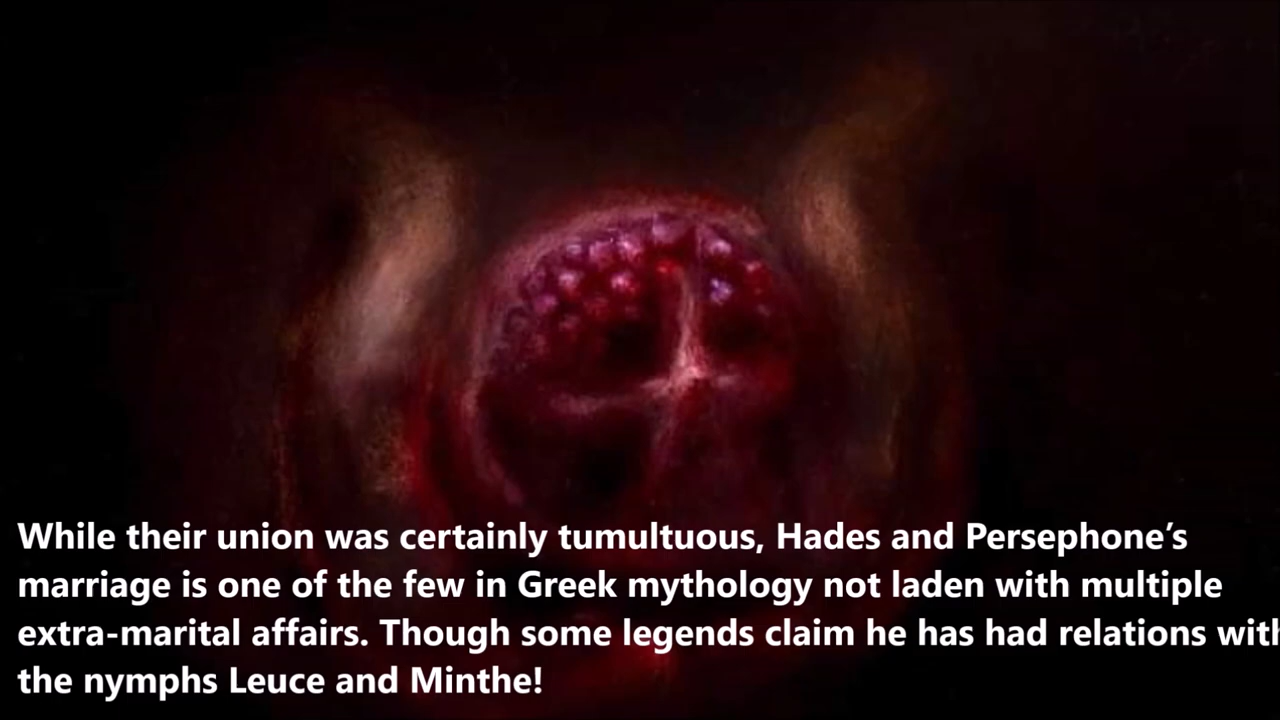 While their union was certainly tumultuous, Hades and Persephone’s
marriage is one of the few in Greek mythology not laden with multiple
extra-marital affairs. Though some legends claim he has had relations with
the nymphs Leuce and Minthe!